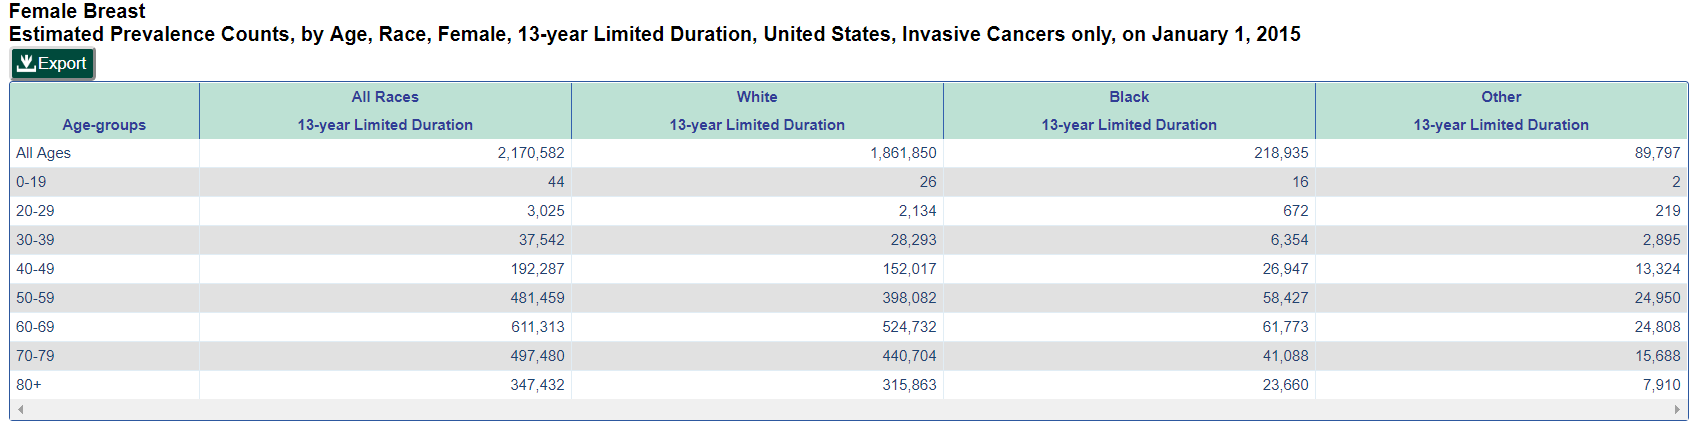 Female Breast
Estimated Prevalence Counts, by Age, Race, Female, 13-year Limited Duration, United States, Invasive Cancers only, on January 1, 2015
Export
All Races White Black Other
Age-groups 13-year Limited Duration 13-year Limited Duration 13-year Limited Duration 13-year Limited Duration
All Ages 2,170,582 1,861,850 218,935 89,797
0-19 44 26 16 2
20-29 3,025 2,134 672 219
30-39 37,542 28,293 6,354 2,895
40-49 192,287 152,017 26,947 13,324
50-59 481,459 398,082 58,427 24,950
60-69 611,313 524,732 61,773 24,808
70-79 497,480 440,704 41,088 15,688
80+ 347,432 315,863 23,660 7,910